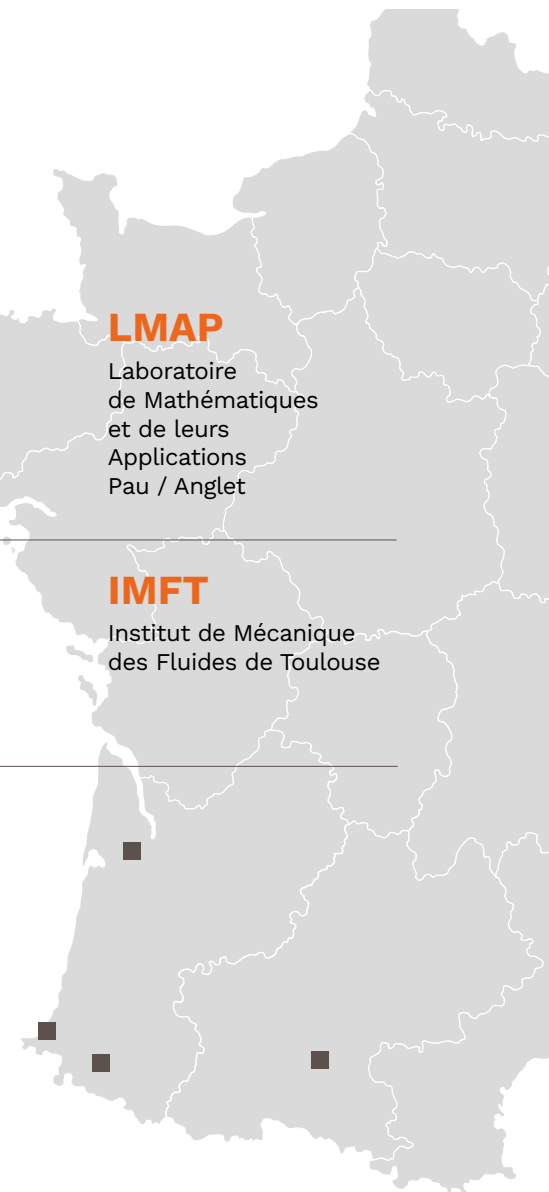 LMAP
Laboratoire
de Mathématiques
et de leurs
Applications
Pau / Anglet
IMFT
Institut de Mécanique
des Fluides de Toulouse